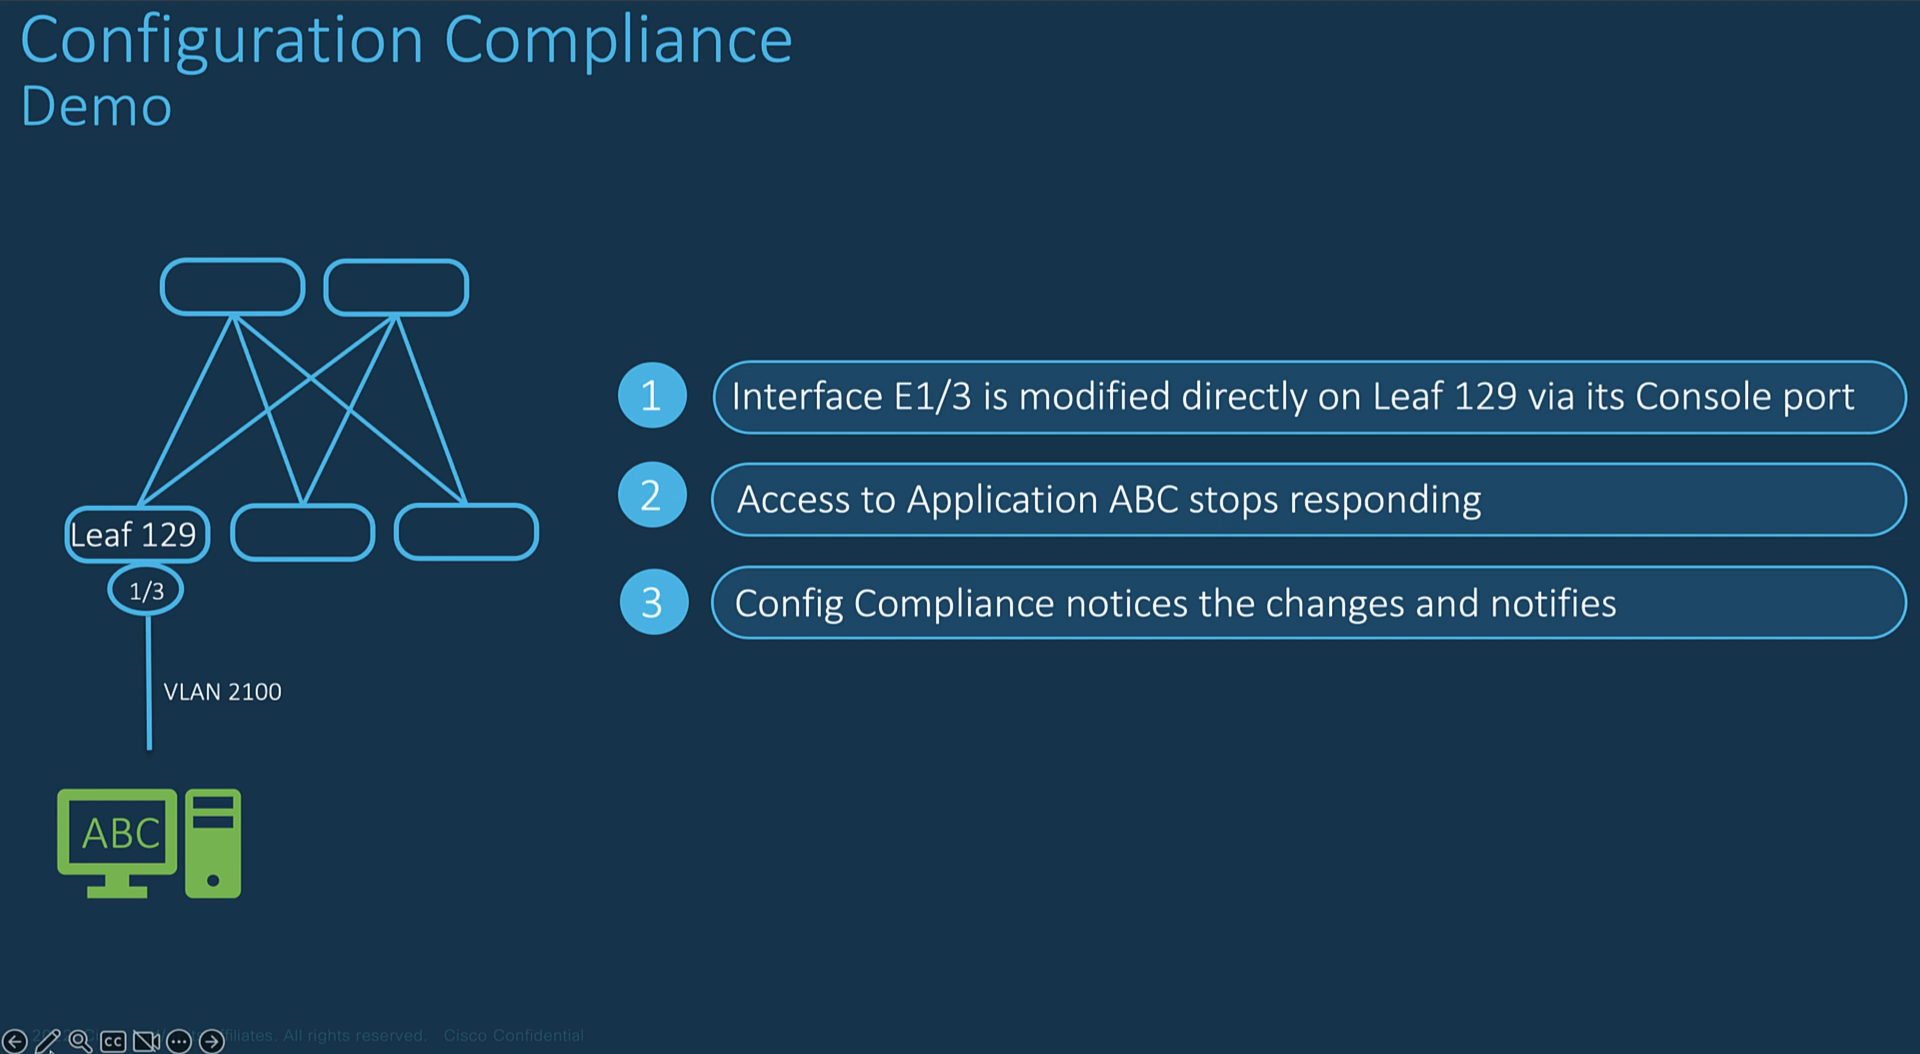 Configuration Compliance
Demo
1
Interface E1/3 is modified directly on Leaf 129 via its Console port
2
Access to Application ABC stops responding
3
Config Compliance notices the changes and notifies
Leaf 129
1/3
VLAN 2100
ABC
CC
All rights reserved. Cisco Confidential